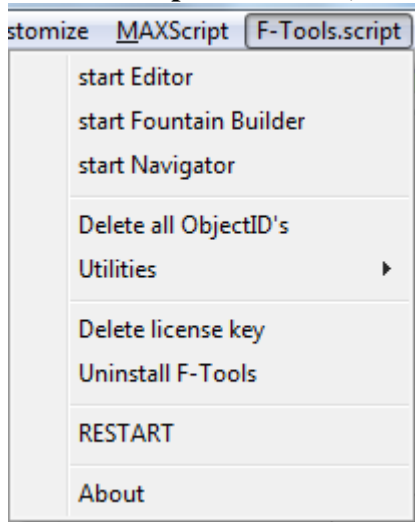 stomize MAXScript F-Tools.script
start Editor
start Fountain Builder
start Navigator
Delete all ObjectID's
Utilities
Delete license key
Uninstall F-Tools
RESTART
About